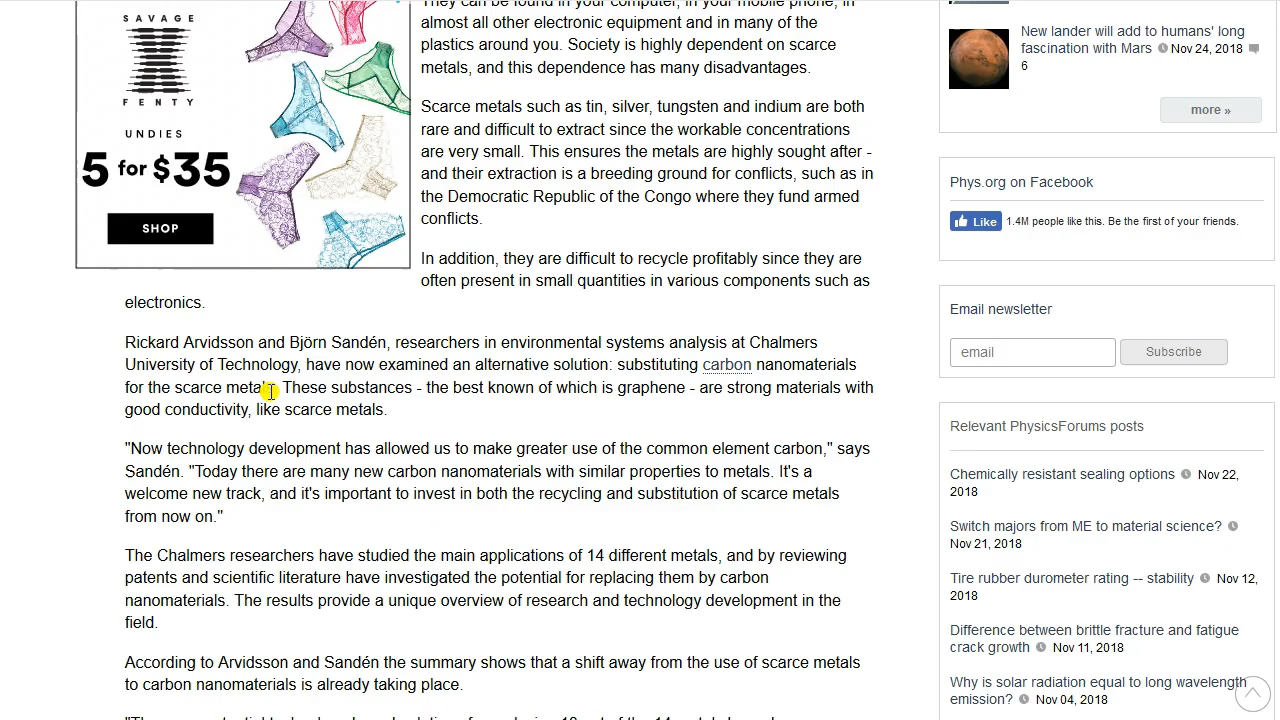 SAVAGE
X
FENTY
UNDIES
5 for $35
SHOP
They can be found in your computer, in your mobile phone, in
almost all other electronic equipment and in many of the
plastics around you. Society is highly dependent on scarce
metals, and this dependence has many disadvantages.
Scarce metals such as tin, silver, tungsten and indium are both
rare and difficult to extract since the workable concentrations
are very small. This ensures the metals are highly sought after -
and their extraction is a breeding ground for conflicts, such as in
the Democratic Republic of the Congo where they fund armed
conflicts.
In addition, they are difficult to recycle profitably since they are
often present in small quantities in various components such as
electronics.
Rickard Arvidsson and Björn Sandén, researchers in environmental systems analysis at Chalmers
University of Technology, have now examined an alternative solution: substituting carbon nanomaterials
for the scarce metals. These substances - the best known of which is graphene - are strong materials with
good conductivity, like scarce metals.
"Now technology development has allowed us to make greater use of the common element carbon," says
Sandén. "Today there are many new carbon nanomaterials with similar properties to metals. It's a
welcome new track, and it's important to invest in both the recycling and substitution of scarce metals
from now on."
The Chalmers researchers have studied the main applications of 14 different metals, and by reviewing
patents and scientific literature have investigated the potential for replacing them by carbon
nanomaterials. The results provide a unique overview of research and technology development in the
field.
According to Arvidsson and Sandén the summary shows that a shift away from the use of scarce metals
to carbon nanomaterials is already taking place.
New lander will add to humans' long
fascination with Mars Nov 24, 2018
6
more »
Phys.org on Facebook
Like 1.4M people like this. Be the first of your friends.
Email newsletter
email Subscribe
Relevant PhysicsForums posts
Chemically resistant sealing options Nov 22,
2018
Switch majors from ME to material science?
Nov 21, 2018
Tire rubber durometer rating -- stability Nov 12,
2018
Difference between brittle fracture and fatigue
crack growth Nov 11, 2018
Why is solar radiation equal to long wavelength
emission? Nov 04, 2018